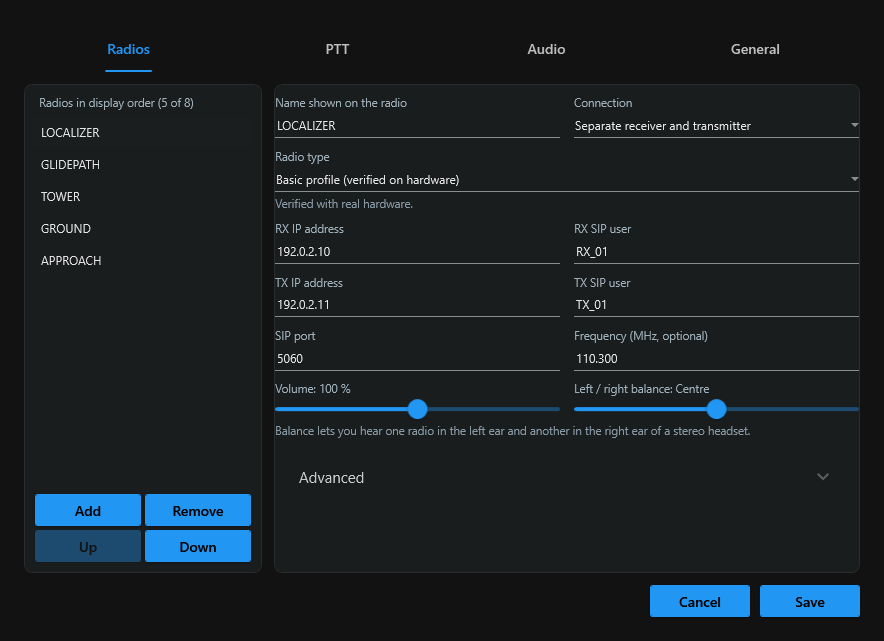 Radios
PTT
Audio
General
Radios in display order (5 of 8)
LOCALIZER
GLIDEPATH
TOWER
GROUND
APPROACH
Add
Remove
Up
Down
Name shown on the radio
LOCALIZER
Connection
Separate receiver and transmitter
Radio type
Basic profile (verified on hardware)
Verified with real hardware.
RX IP address
192.0.2.10
RX SIP user
RX_01
TX IP address
192.0.2.11
TX SIP user
TX_01
SIP port
5060
Frequency (MHz, optional)
110.300
Volume: 100 %
Left / right balance: Centre
Balance lets you hear one radio in the left ear and another in the right ear of a stereo headset.
Advanced
Cancel
Save